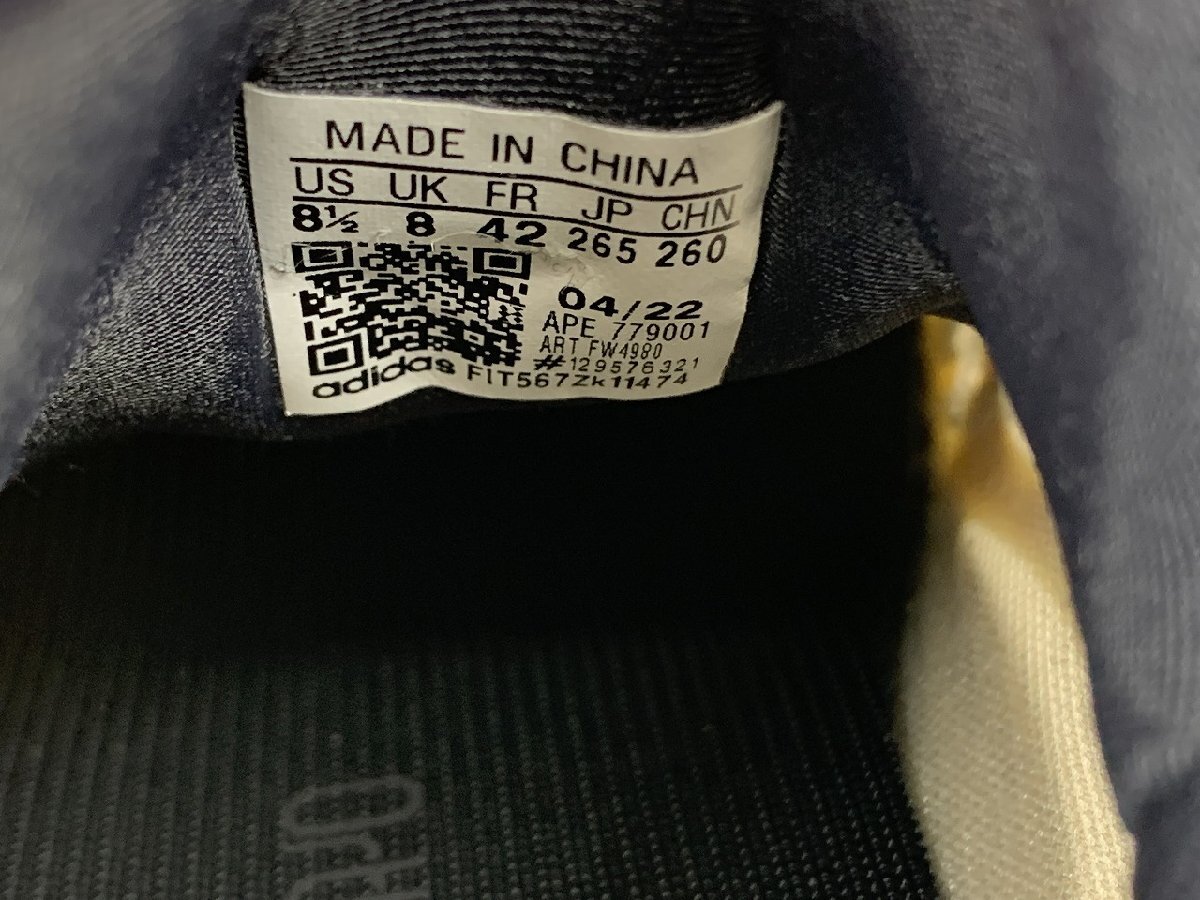 MADE IN CHINA
US UK FR JP CHN
8½ 8 42 265 260
04/22
APE 779001
ART FW4980
#129576321
adidas FIT567Zk11474